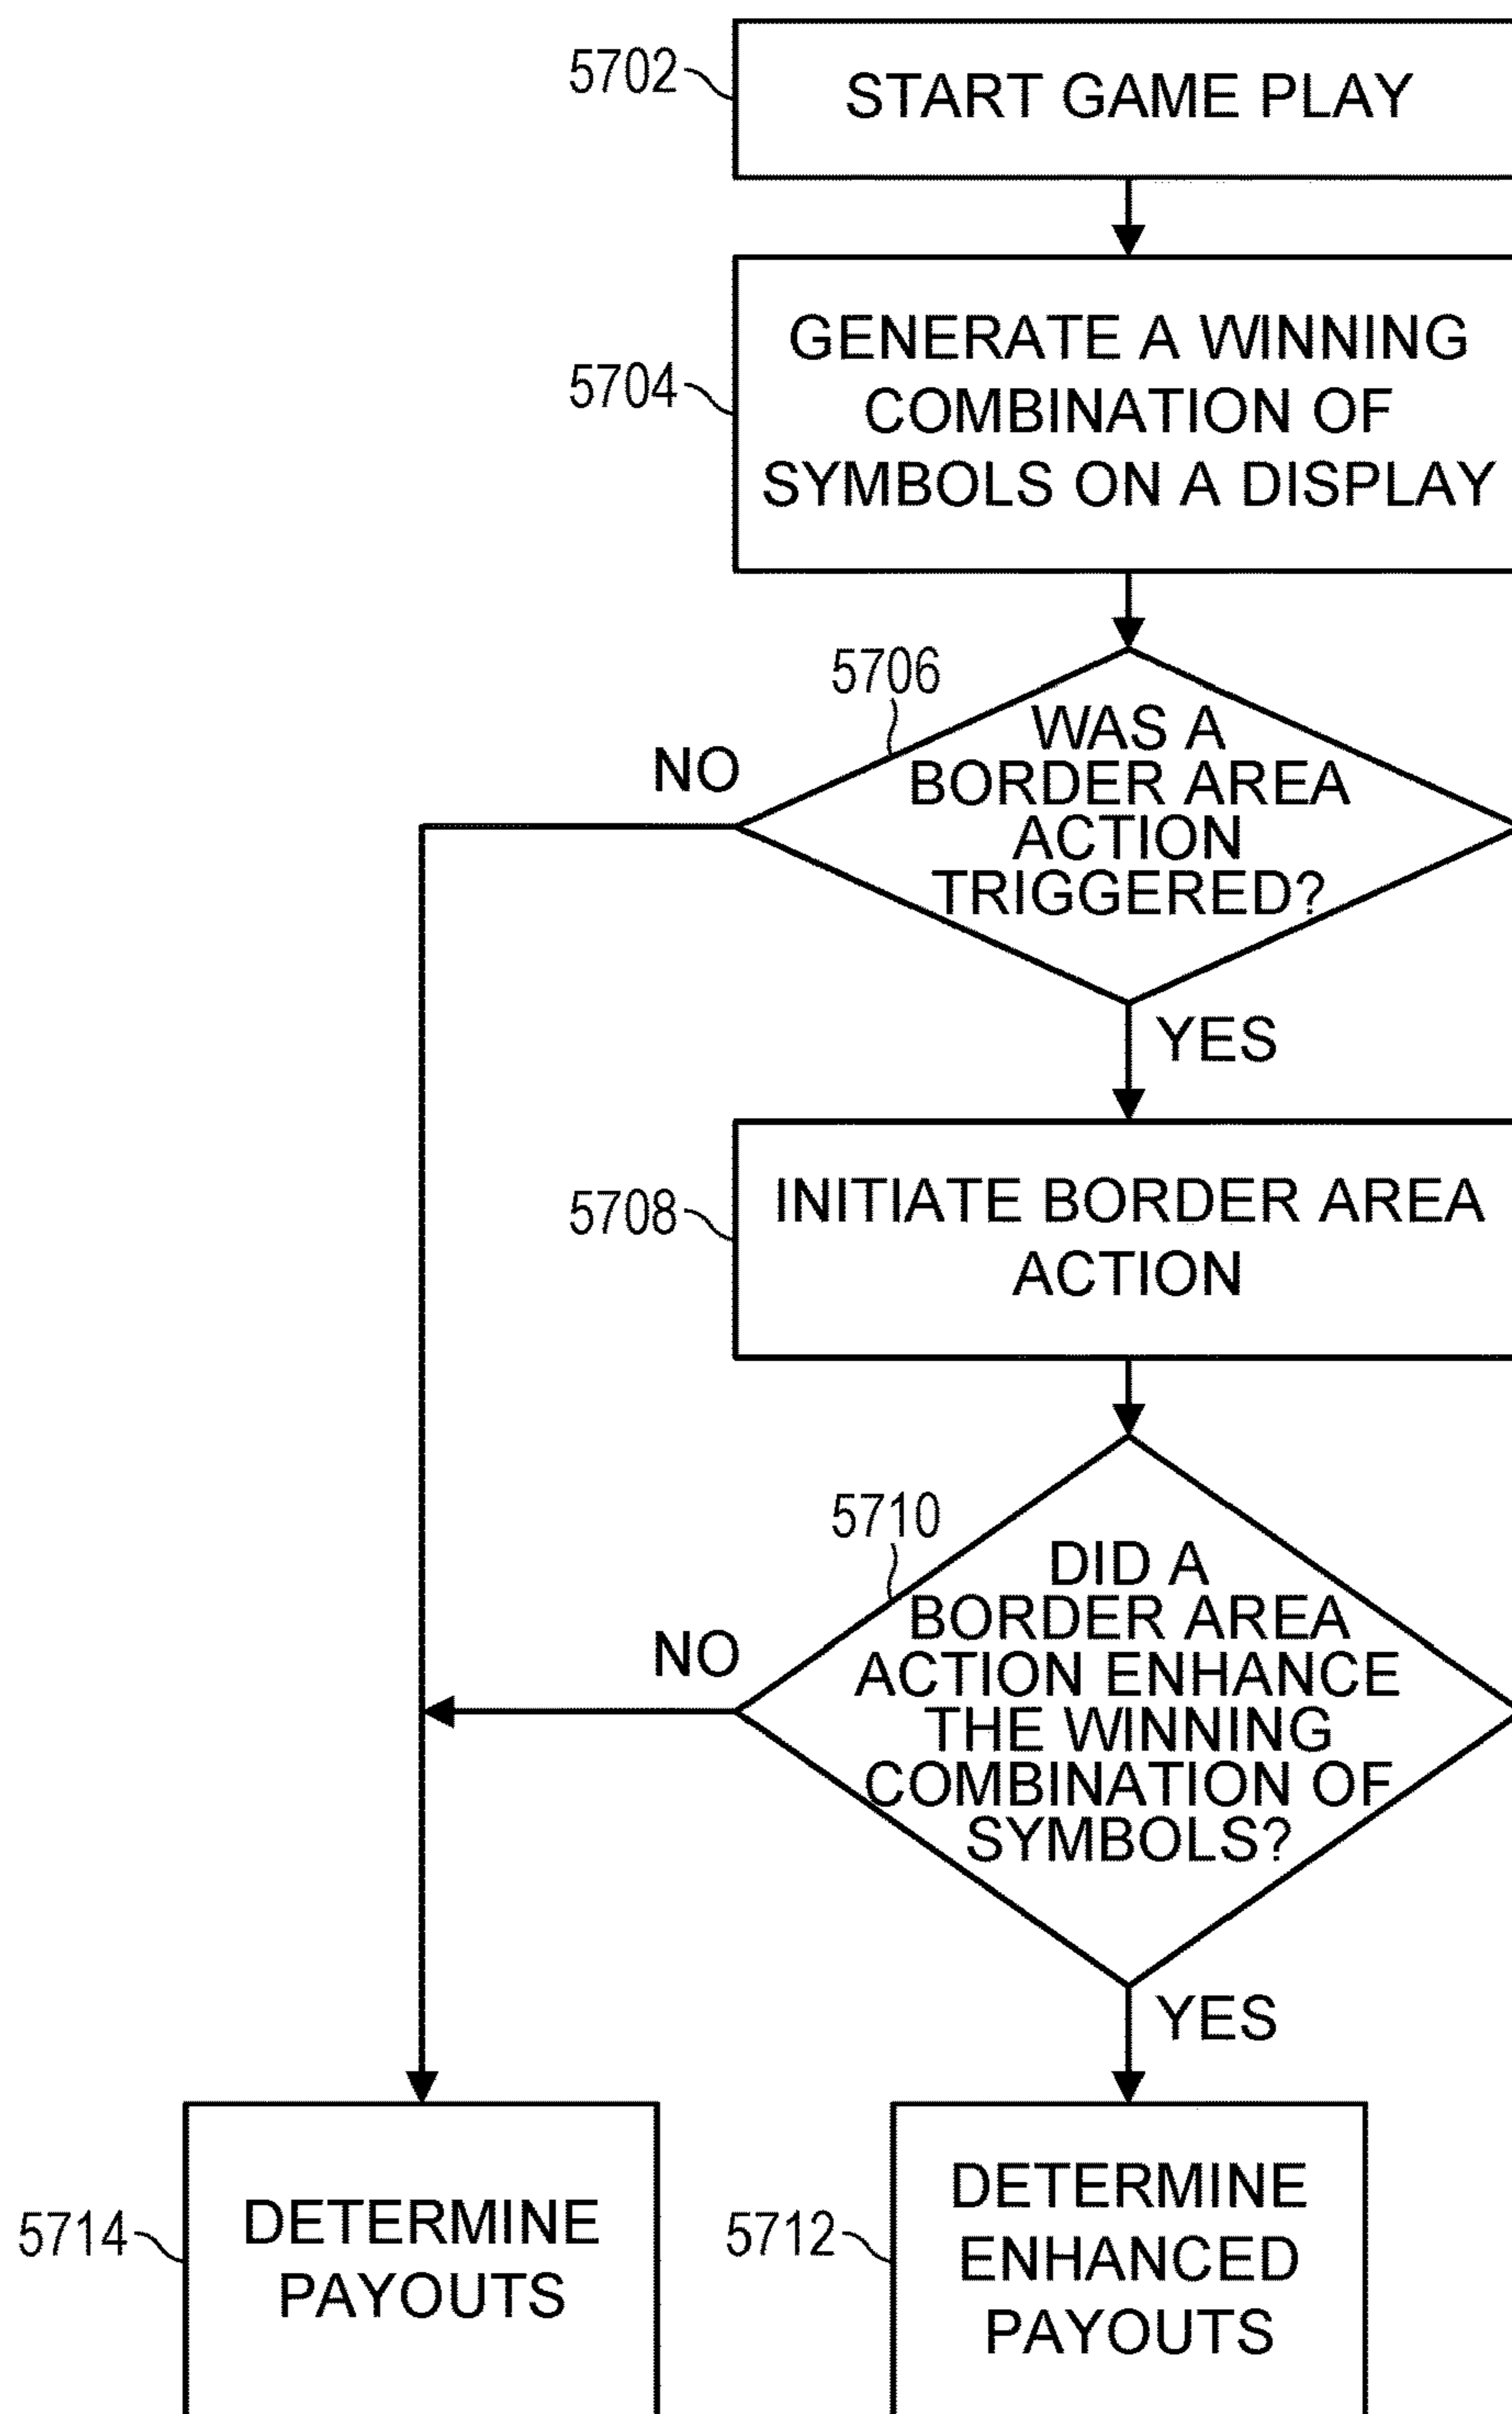 5702
START GAME PLAY
5704
GENERATE A WINNING
COMBINATION OF
SYMBOLS ON A DISPLAY
5706
WAS A
BORDER AREA
ACTION
TRIGGERED?
NO
YES
5708
INITIATE BORDER AREA
ACTION
5710
DID A
BORDER AREA
ACTION ENHANCE
THE WINNING
COMBINATION OF
SYMBOLS?
NO
YES
5714
DETERMINE
PAYOUTS
5712
DETERMINE
ENHANCED
PAYOUTS